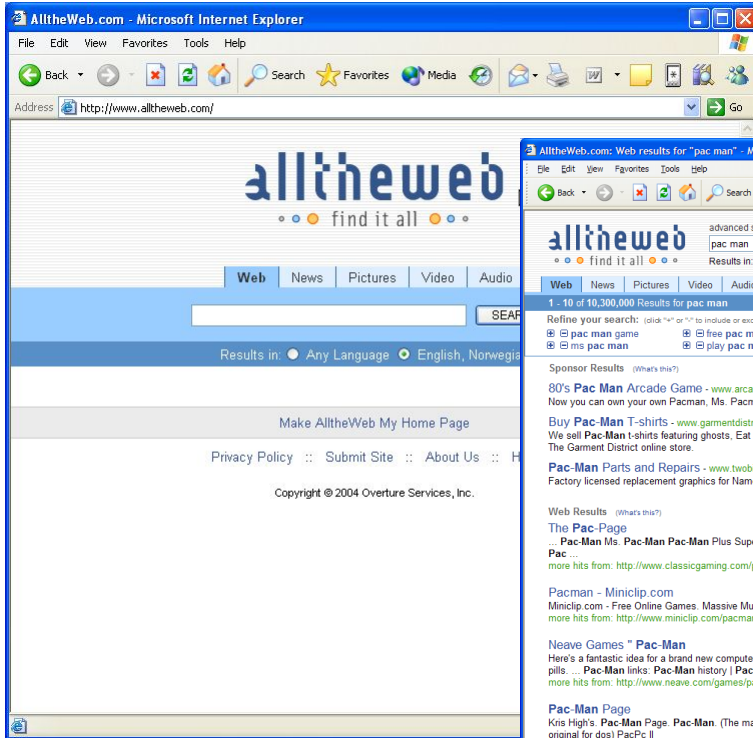 AlltheWeb.com - Microsoft Internet Explorer
File Edit View Favorites Tools Help
Back Search Favorites Media
Address http://www.alltheweb.com/ Go
alltheweb
find it all
Web News Pictures Video Audio
SEAR
Results in: Any Language English, Norwegia
Make AlltheWeb My Home Page
Privacy Policy :: Submit Site :: About Us :: H
Copyright © 2004 Overture Services, Inc.
AlltheWeb.com: Web results for "pac man" - M
File Edit View Favorites Tools Help
Back Search
alltheweb
find it all
advanced s
pac man
Results in:
Web News Pictures Video Audio
1 - 10 of 10,300,000 Results for pac man
Refine your search: (click "+" or "-" to include or exc
pac man game free pac m
ms pac man play pac m
Sponsor Results (What's this?)
80's Pac Man Arcade Game - www.arca
Now you can own your own Pacman, Ms. Pacm
Buy Pac-Man T-shirts - www.garmentdistr
We sell Pac-Man t-shirts featuring ghosts, Eat
The Garment District online store.
Pac-Man Parts and Repairs - www.twob
Factory licensed replacement graphics for Nam
Web Results (What's this?)
The Pac-Page
... Pac-Man Ms. Pac-Man Pac-Man Plus Supe
Pac ...
more hits from: http://www.classicgaming.com/p
Pacman - Miniclip.com
Miniclip.com - Free Online Games. Massive Mu
more hits from: http://www.miniclip.com/pacman
Neave Games " Pac-Man
Here's a fantastic idea for a brand new compute
pills. ... Pac-Man links: Pac-Man history | Pac
more hits from: http://www.neave.com/games/pa
Pac-Man Page
Kris High's. Pac-Man Page. Pac-Man. (The ma
original for dos) PacPc II